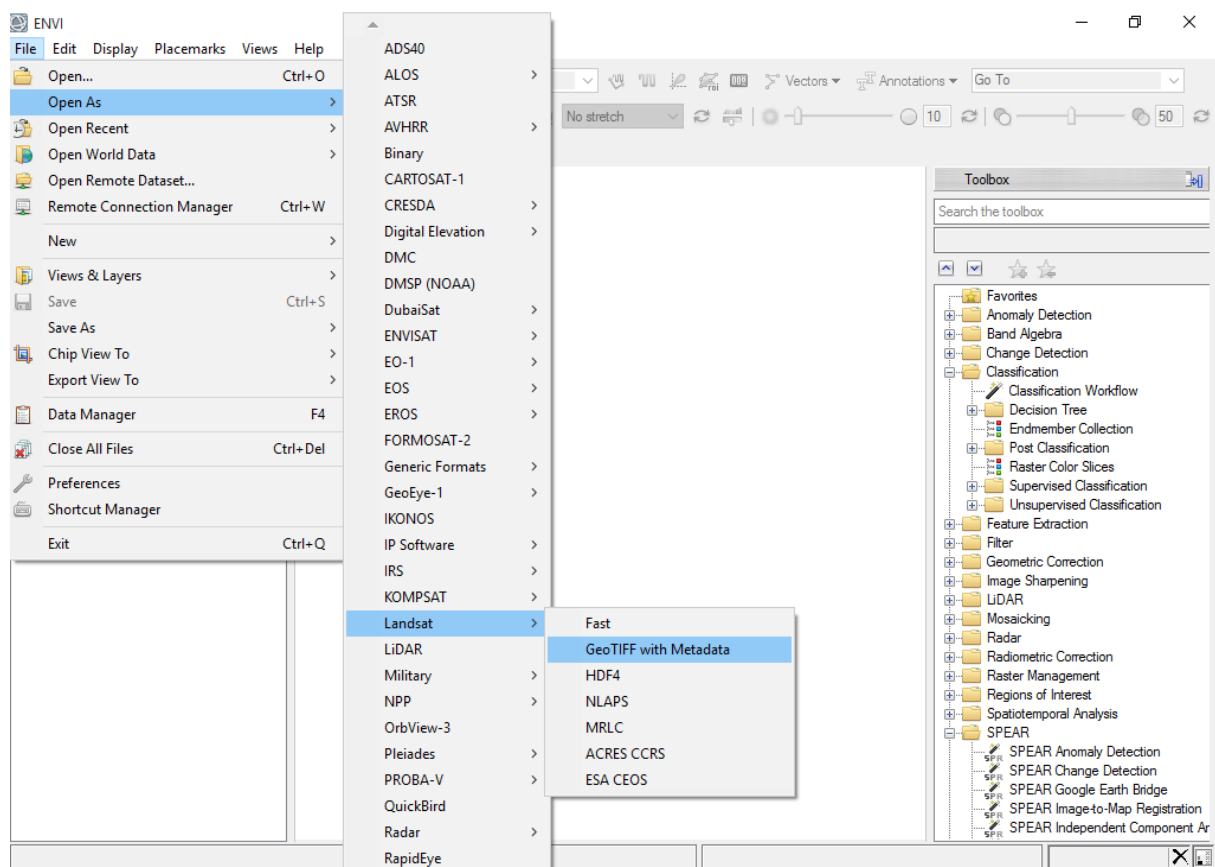 ENVI
File Edit Display Placemarks Views Help
Open... Ctrl+O
Open As
Open Recent
Open World Data
Open Remote Dataset...
Remote Connection Manager Ctrl+W
New
Views & Layers
Save Ctrl+S
Save As
Chip View To
Export View To
Data Manager F4
Close All Files Ctrl+Del
Preferences
Shortcut Manager
Exit Ctrl+Q
ADS40
ALOS
ATSR
AVHRR
Binary
CARTOSAT-1
CRESDA
Digital Elevation
DMC
DMSP (NOAA)
DubaiSat
ENVISAT
EO-1
EOS
EROS
FORMOSAT-2
Generic Formats
GeoEye-1
IKONOS
IP Software
IRS
KOMPSAT
Landsat
LiDAR
Military
NPP
OrbView-3
Pleiades
PROBA-V
QuickBird
Radar
RapidEye
Fast
GeoTIFF with Metadata
HDF4
NLAPS
MRLC
ACRES CCRS
ESA CEOS
Vectors Annotations Go To
No stretch 10 50
Toolbox
Search the toolbox
Favorites
Anomaly Detection
Band Algebra
Change Detection
Classification
Classification Workflow
Decision Tree
Endmember Collection
Post Classification
Raster Color Slices
Supervised Classification
Unsupervised Classification
Feature Extraction
Filter
Geometric Correction
Image Sharpening
LiDAR
Mosaicking
Radar
Radiometric Correction
Raster Management
Regions of Interest
Spatiotemporal Analysis
SPEAR
SPEAR Anomaly Detection
SPEAR Change Detection
SPEAR Google Earth Bridge
SPEAR Image-to-Map Registration
SPEAR Independent Component Ar